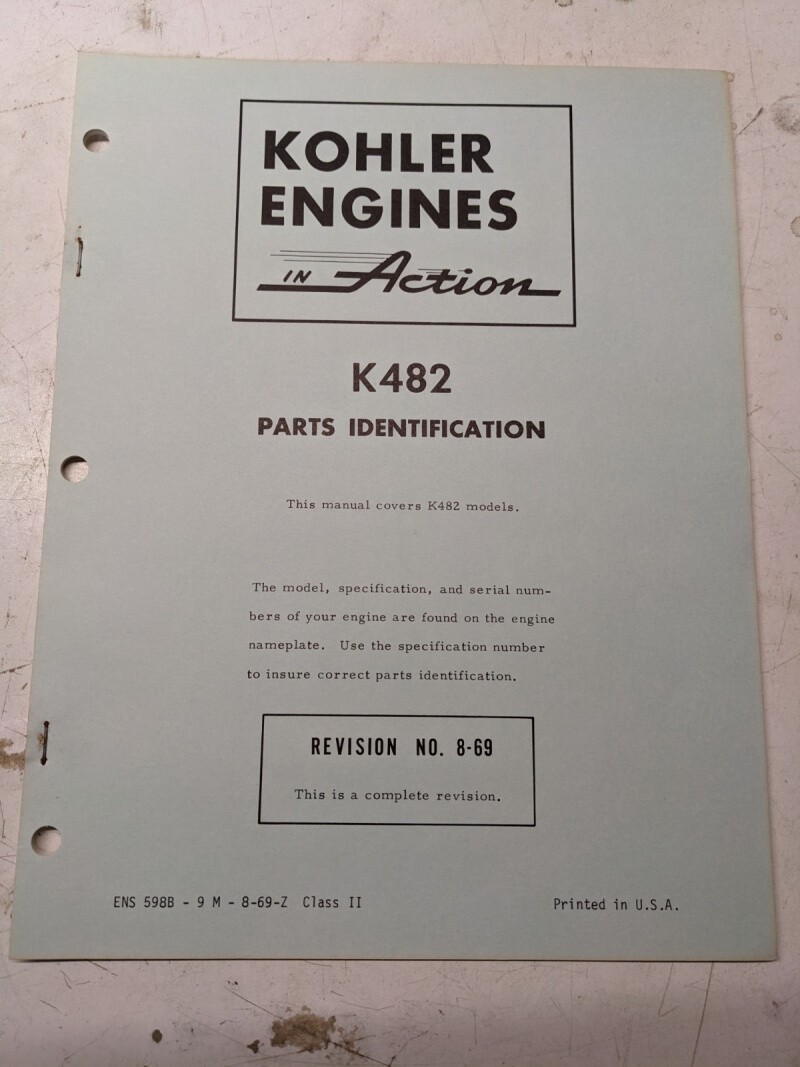 KOHLER
ENGINES
IN Action
K482
PARTS IDENTIFICATION
This manual covers K482 models.
The model, specification, and serial num-
bers of your engine are found on the engine
nameplate. Use the specification number
to insure correct parts identification.
REVISION NO. 8-69
This is a complete revision.
ENS 598B - 9 M - 8-69-Z Class II
Printed in U.S.A.